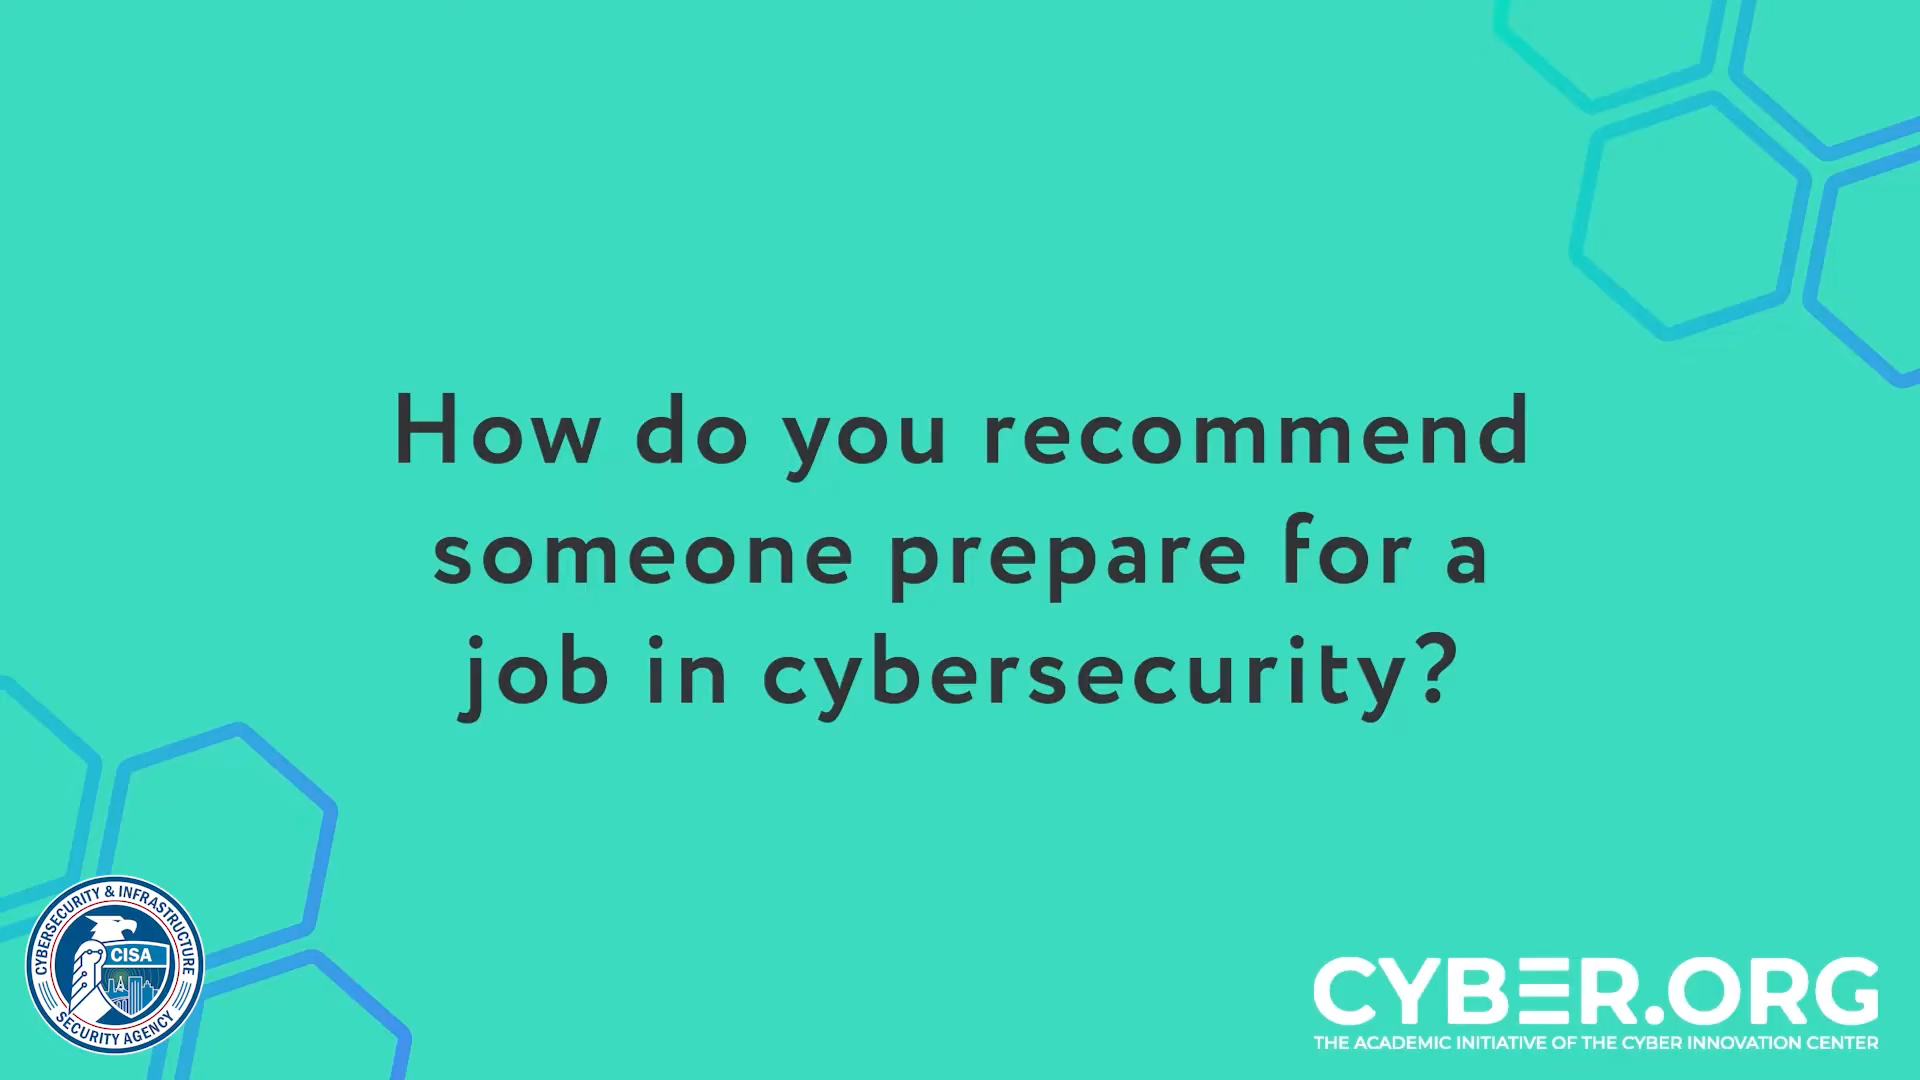 How do you recommend
someone prepare for a
job in cybersecurity?
CYBERSECURITY & INFRASTRUCTURE
CISA
SECURITY AGENCY
CYBER.ORG
THE ACADEMIC INITIATIVE OF THE CYBER INNOVATION CENTER